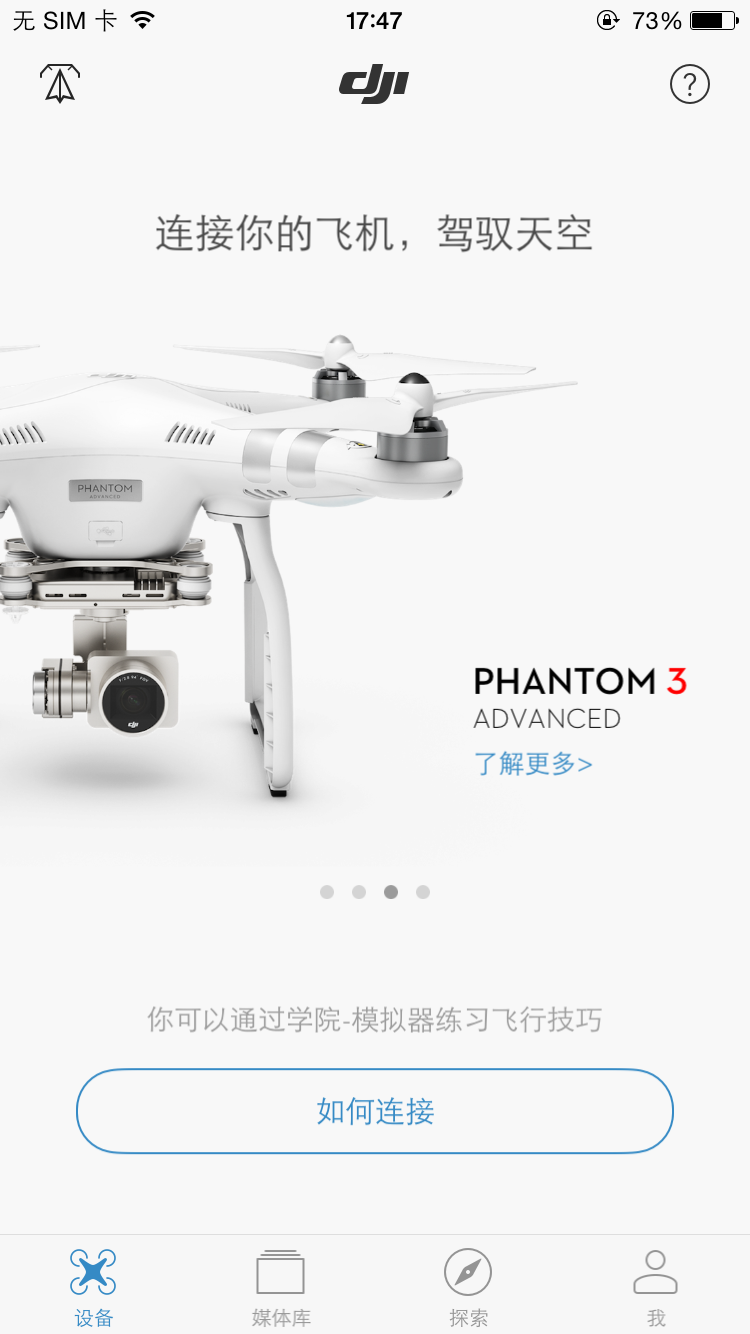 无 SIM 卡
17:47
73%
dji
?
连接你的飞机，驾驭天空
PHANTOM
ADVANCED
dji
PHANTOM 3
ADVANCED
了解更多>
你可以通过学院-模拟器练习飞行技巧
如何连接
设备
媒体库
探索
我